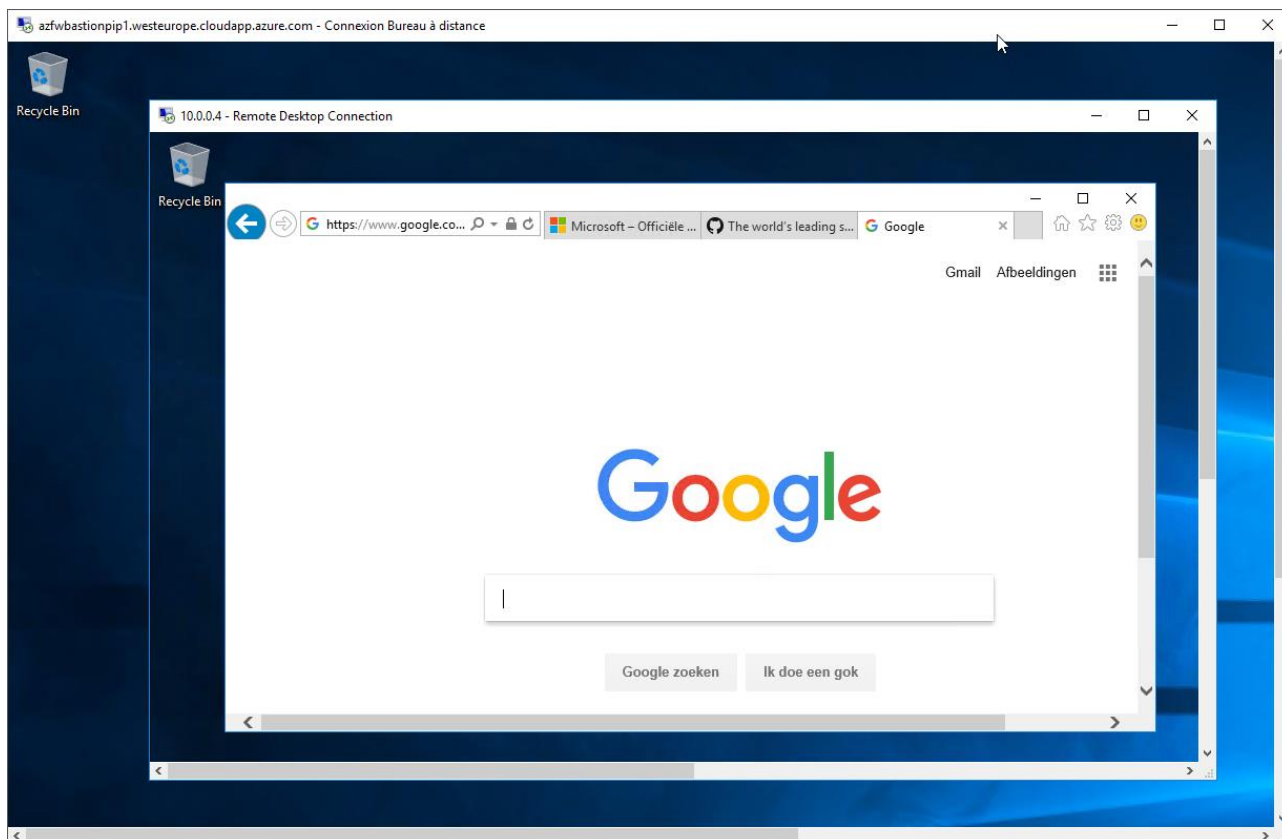 azfwbastionpip1.westeurope.cloudapp.azure.com - Connexion Bureau à distance
Recycle Bin
10.0.0.4 - Remote Desktop Connection
Recycle Bin
https://www.google.co... Microsoft – Officiële ... The world's leading s... Google
Gmail Afbeeldingen
Google
Google zoeken Ik doe een gok